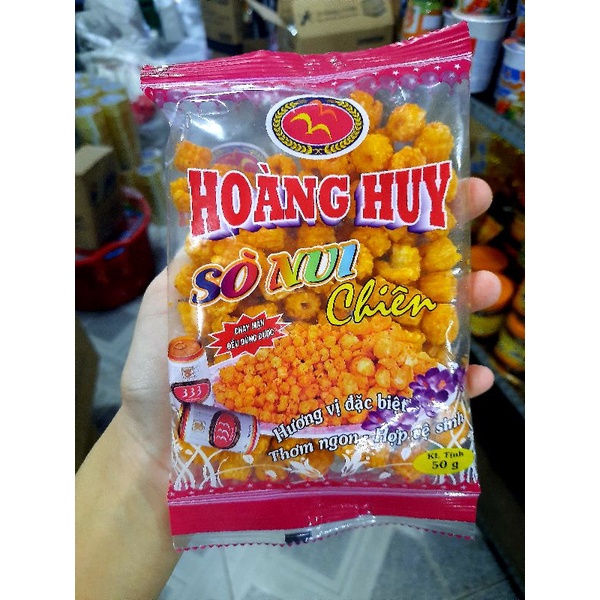 HOÀNG HUY
SÒ NUI
Chiên
CHAY MẶN
ĐỀU DÙNG ĐƯỢC
333
333
Hương vị đặc biệt
Thơm ngon - Hợp vệ sinh
KL Tịnh
50 g